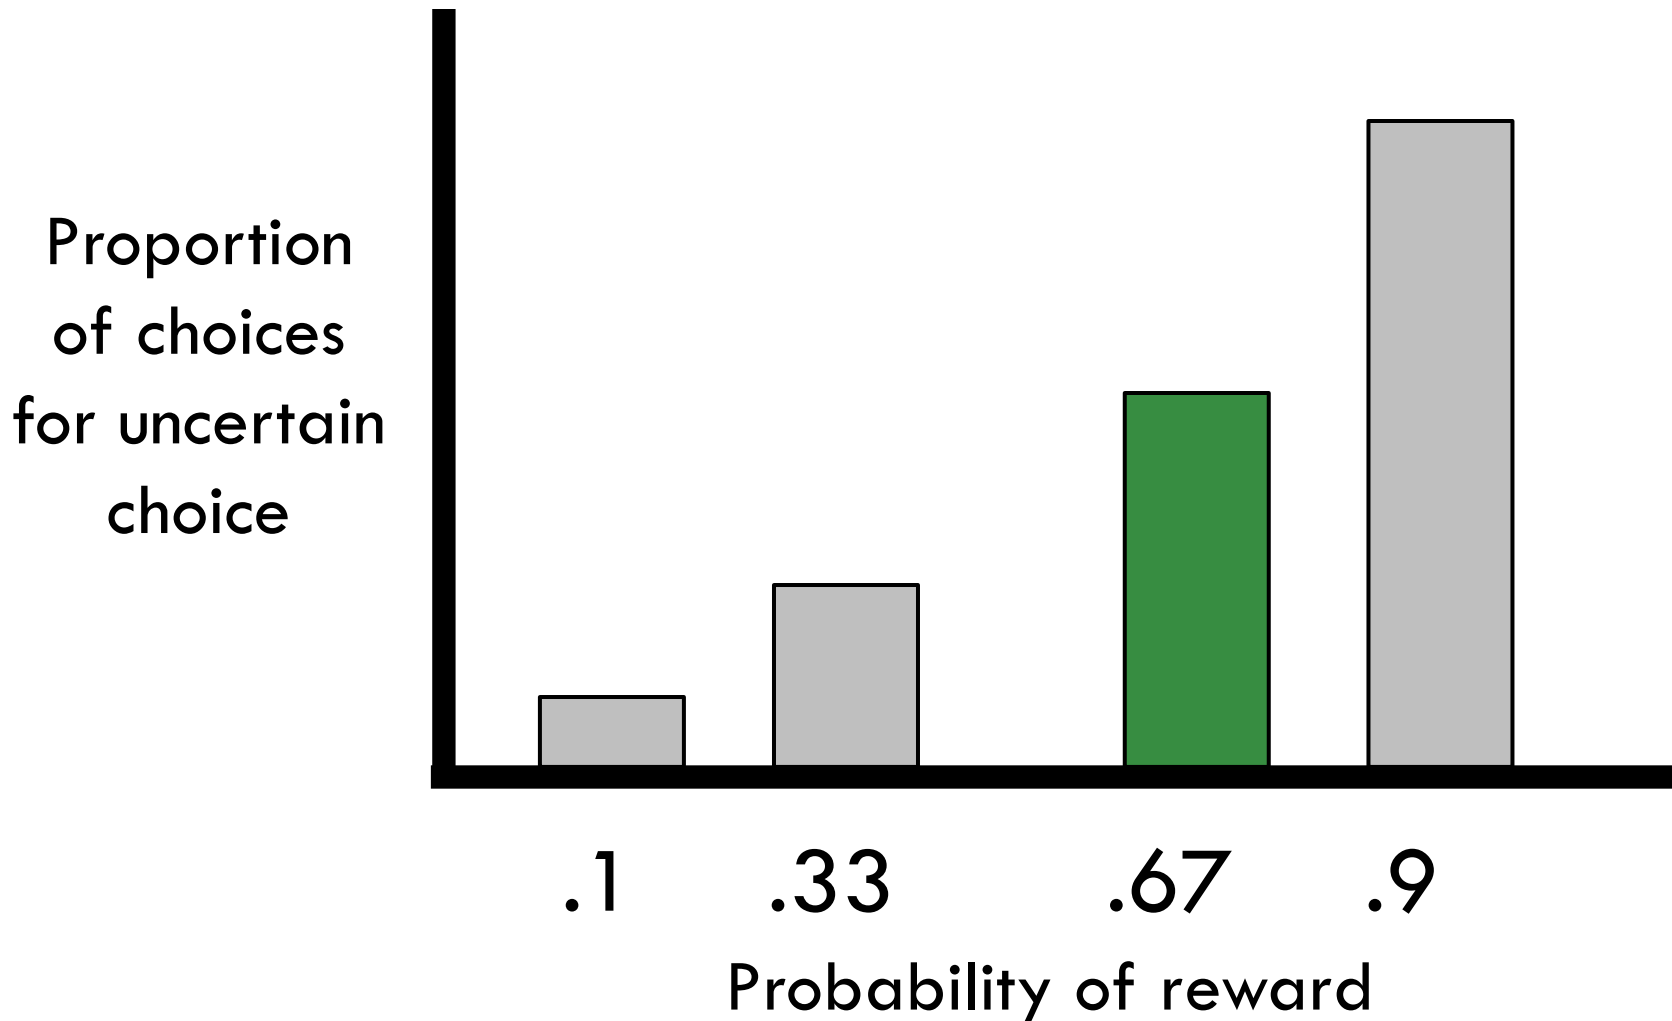 Proportion
of choices
for uncertain
choice
.1 .33 .67 .9
Probability of reward